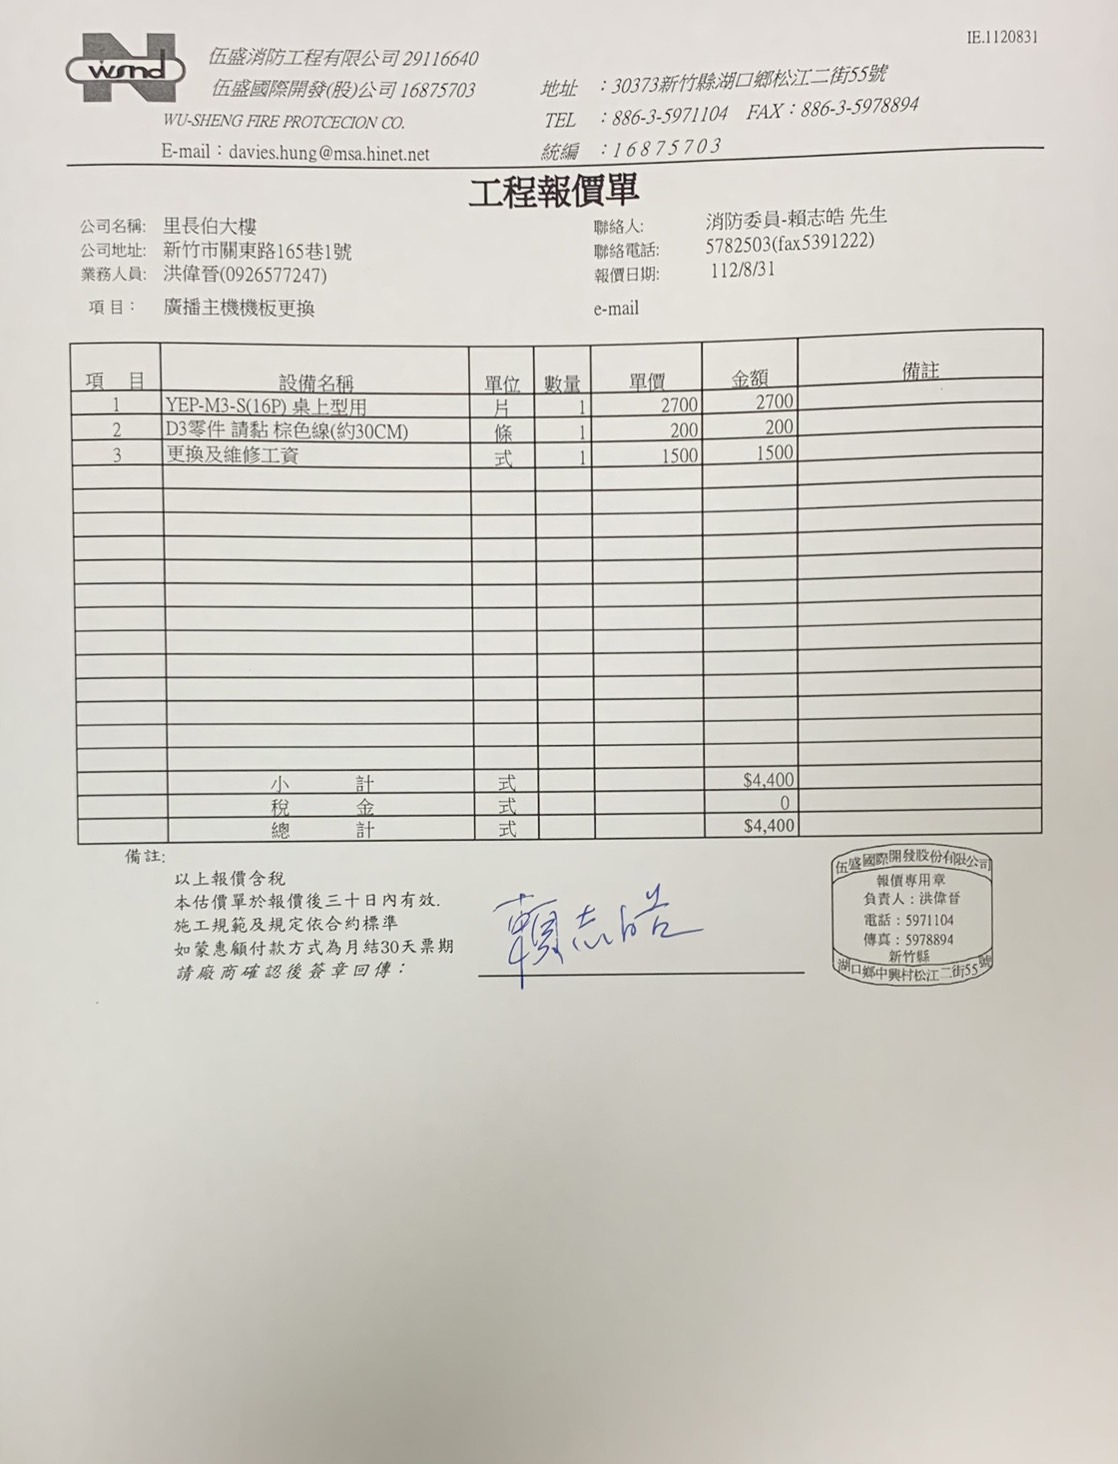 IE.1120831
wsmd
伍盛消防工程有限公司 29116640
伍盛國際開發(股)公司 16875703
地址 : 30373新竹縣湖口鄉松江二街55號
WU-SHENG FIRE PROTCECION CO.
TEL : 886-3-5971104 FAX : 886-3-5978894
E-mail : davies.hung@msa.hinet.net
統編 : 16875703
工程報價單
公司名稱: 里長伯大樓 聯絡人: 消防委員-賴志皓 先生
公司地址: 新竹市關東路165巷1號 聯絡電話: 5782503(fax5391222)
業務人員: 洪偉晉(0926577247) 報價日期: 112/8/31
項目: 廣播主機機板更換 e-mail
項 目 設備名稱 單位 數量 單價 金額 備註
1 YEP-M3-S(16P) 桌上型用 片 1 2700 2700
2 D3零件 請黏 棕色線(約30CM) 條 1 200 200
3 更換及維修工資 式 1 1500 1500
小 計 式 $4,400
稅 金 式 0
總 計 式 $4,400
備註:
以上報價含稅
本估價單於報價後三十日內有效.
施工規範及規定依合約標準
如蒙惠顧付款方式為月結30天票期
請廠商確認後簽章回傳:
賴志皓
伍盛國際開發股份有限公司
報價專用章
負責人:洪偉晉
電話:5971104
傳真:5978894
新竹縣
湖口鄉中興村松江二街55號